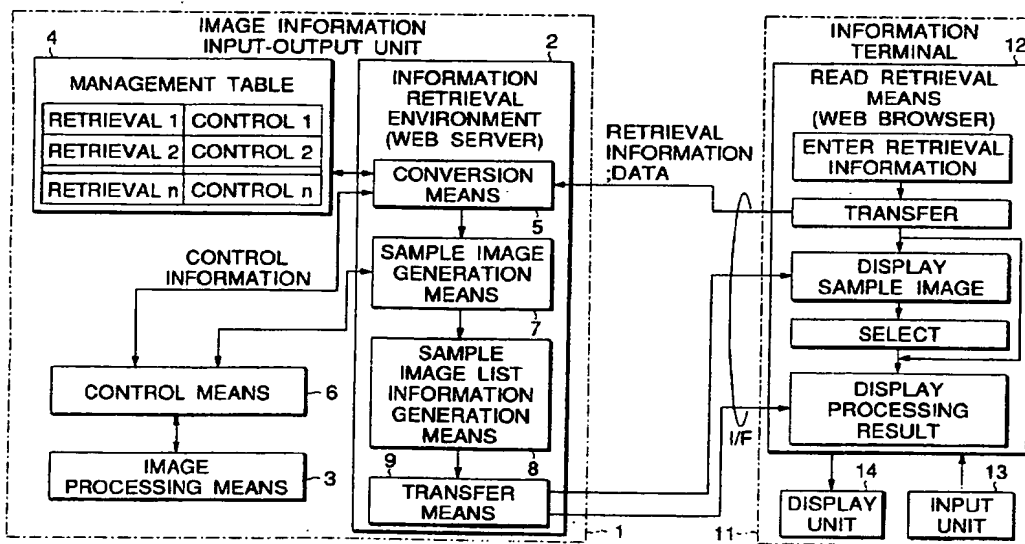 IMAGE INFORMATION
INPUT-OUTPUT UNIT
4
MANAGEMENT TABLE
RETRIEVAL 1 CONTROL 1
RETRIEVAL 2 CONTROL 2
RETRIEVAL n CONTROL n
2
INFORMATION
RETRIEVAL
ENVIRONMENT
(WEB SERVER)
CONVERSION
MEANS
5
CONTROL
INFORMATION
SAMPLE IMAGE
GENERATION
MEANS
7
SAMPLE
IMAGE LIST
INFORMATION
GENERATION
MEANS
8
CONTROL MEANS
6
IMAGE
PROCESSING MEANS
3
9
TRANSFER
MEANS
1
RETRIEVAL
INFORMATION
;DATA
I/F
INFORMATION
TERMINAL
12
READ RETRIEVAL
MEANS
(WEB BROWSER)
ENTER RETRIEVAL
INFORMATION
TRANSFER
DISPLAY
SAMPLE IMAGE
SELECT
DISPLAY
PROCESSING
RESULT
14
13
DISPLAY
UNIT
INPUT
UNIT
11